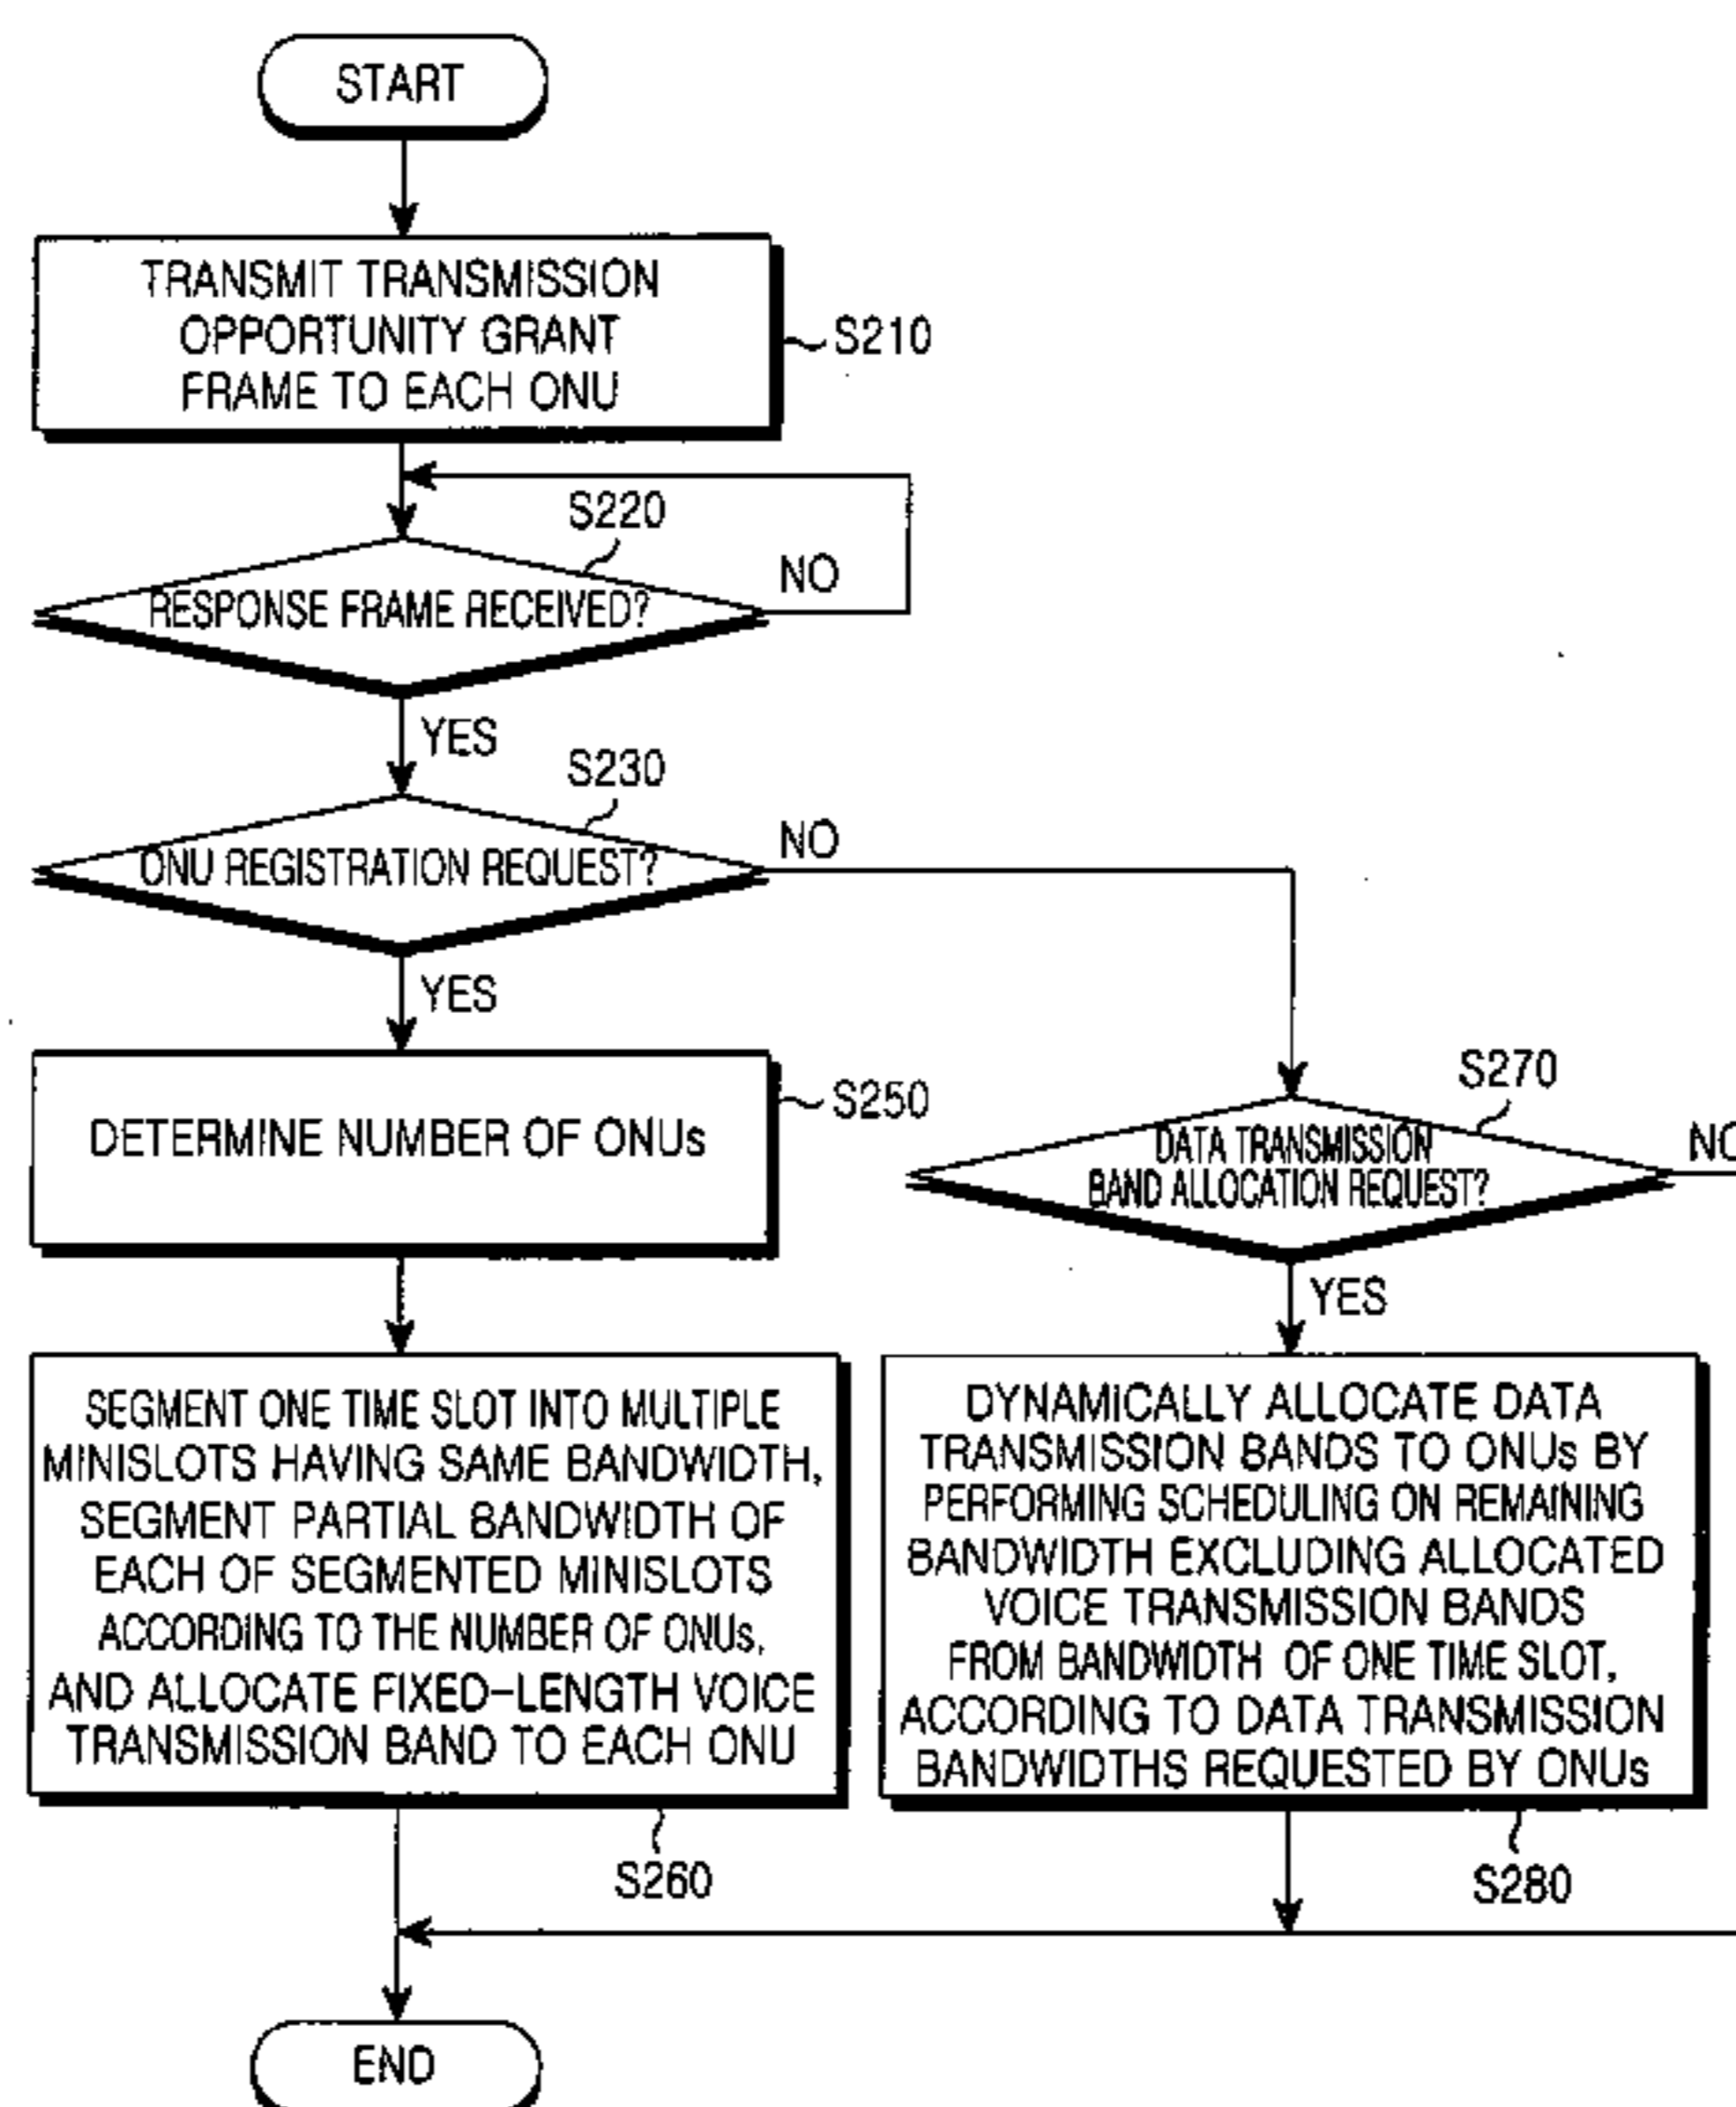 START
TRANSMIT TRANSMISSION
OPPORTUNITY GRANT
FRAME TO EACH ONU
S210
S220
RESPONSE FRAME RECEIVED?
NO
YES
S230
ONU REGISTRATION REQUEST?
NO
YES
DETERMINE NUMBER OF ONUs
S250
S270
DATA TRANSMISSION
BAND ALLOCATION REQUEST?
NO
YES
SEGMENT ONE TIME SLOT INTO MULTIPLE
MINISLOTS HAVING SAME BANDWIDTH,
SEGMENT PARTIAL BANDWIDTH OF
EACH OF SEGMENTED MINISLOTS
ACCORDING TO THE NUMBER OF ONUs,
AND ALLOCATE FIXED-LENGTH VOICE
TRANSMISSION BAND TO EACH ONU
S260
DYNAMICALLY ALLOCATE DATA
TRANSMISSION BANDS TO ONUs BY
PERFORMING SCHEDULING ON REMAINING
BANDWIDTH EXCLUDING ALLOCATED
VOICE TRANSMISSION BANDS
FROM BANDWIDTH OF ONE TIME SLOT,
ACCORDING TO DATA TRANSMISSION
BANDWIDTHS REQUESTED BY ONUs
S280
END